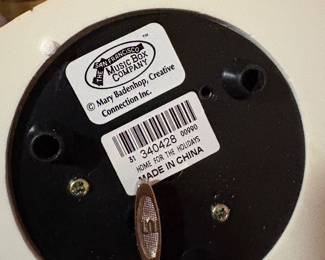 TM
THE SAN FRANCISCO
MUSIC BOX
COMPANY
© Mary Badenhop, Creative
Connection Inc.
31 340428 00990
HOME FOR THE HOLIDAYS
MADE IN CHINA